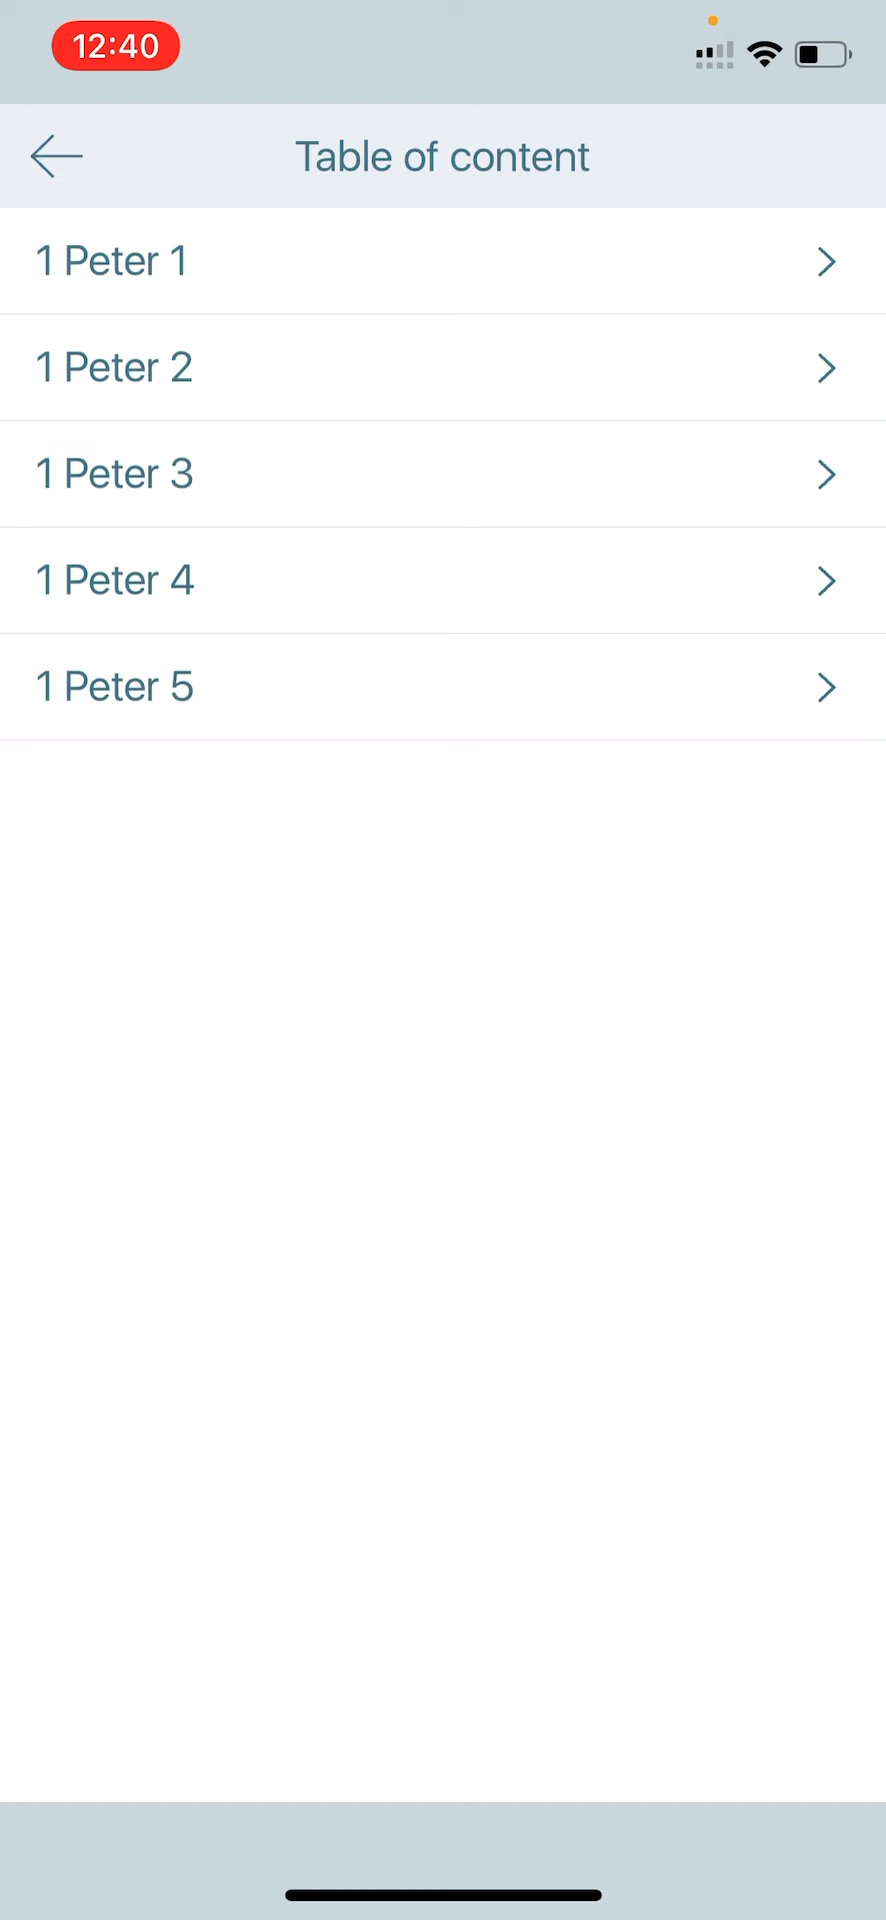 12:40
Table of content
1 Peter 1
1 Peter 2
1 Peter 3
1 Peter 4
1 Peter 5